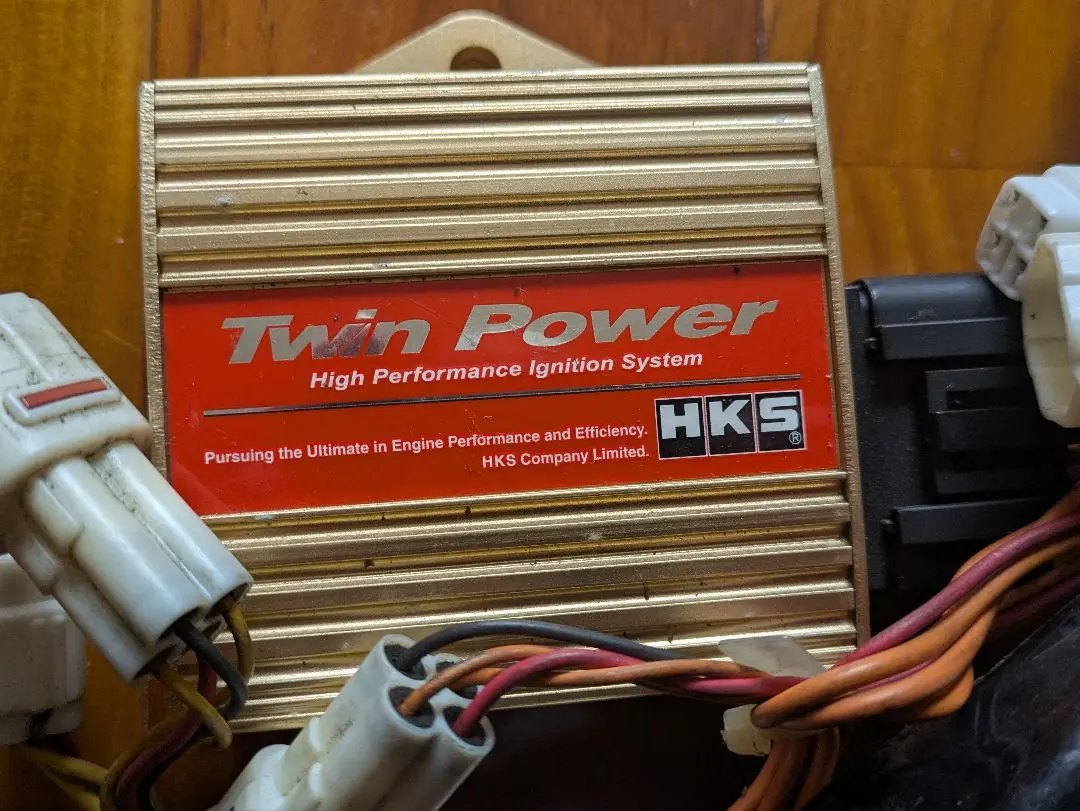 Twin Power
High Performance Ignition System
Pursuing the Ultimate in Engine Performance and Efficiency.
HKS Company Limited.
HKS®